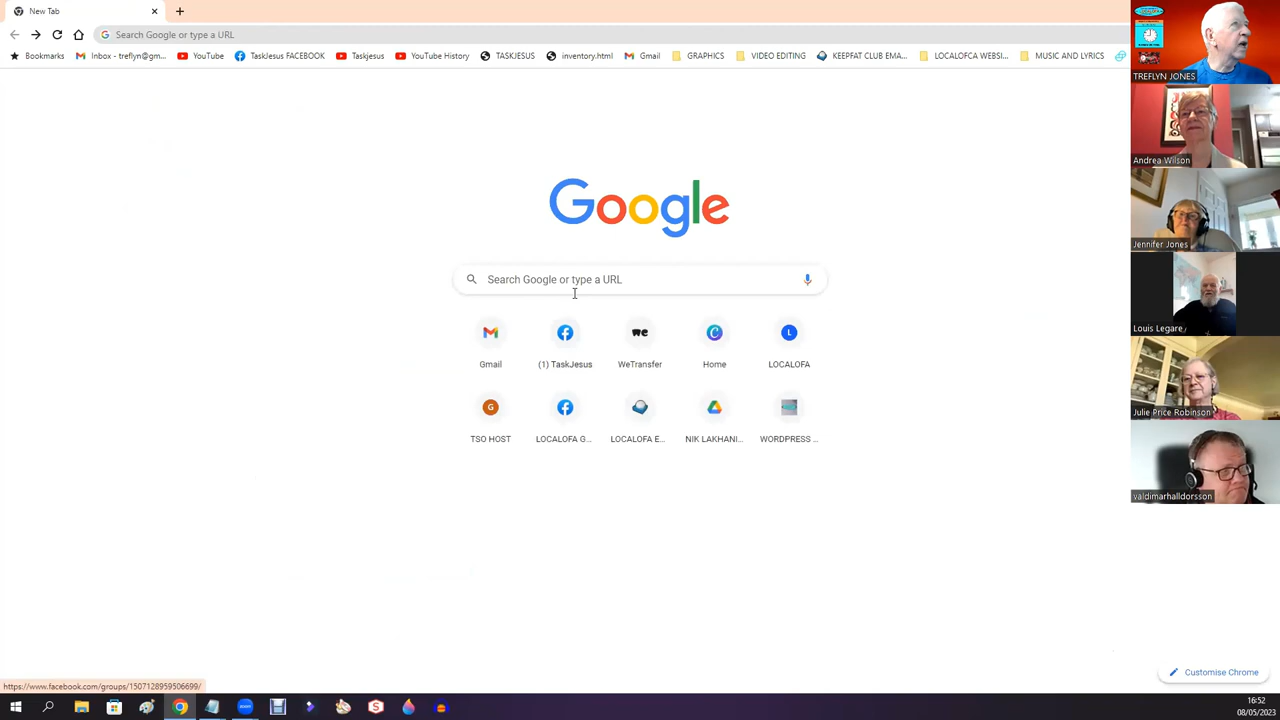 New Tab
Search Google or type a URL
Bookmarks
Inbox - treflyn@gm...
YouTube
TaskJesus FACEBOOK
Taskjesus
YouTube History
TASKJESUS
inventory.html
Gmail
GRAPHICS
VIDEO EDITING
KEEPFAT CLUB EMA...
LOCALOFCA WEBSI...
MUSIC AND LYRICS
Google
Search Google or type a URL
Gmail
(1) TaskJesus
WeTransfer
Home
LOCALOFA
TSO HOST
LOCALOFA G...
LOCALOFA E...
NIK LAKHANI...
WORDPRESS ...
TREFLYN JONES
Andrea Wilson
Jennifer Jones
Louis Legare
Julie Price Robinson
valdimarhalldorsson
Customise Chrome
https://www.facebook.com/groups/1507128959506699/
16:52
08/05/2023